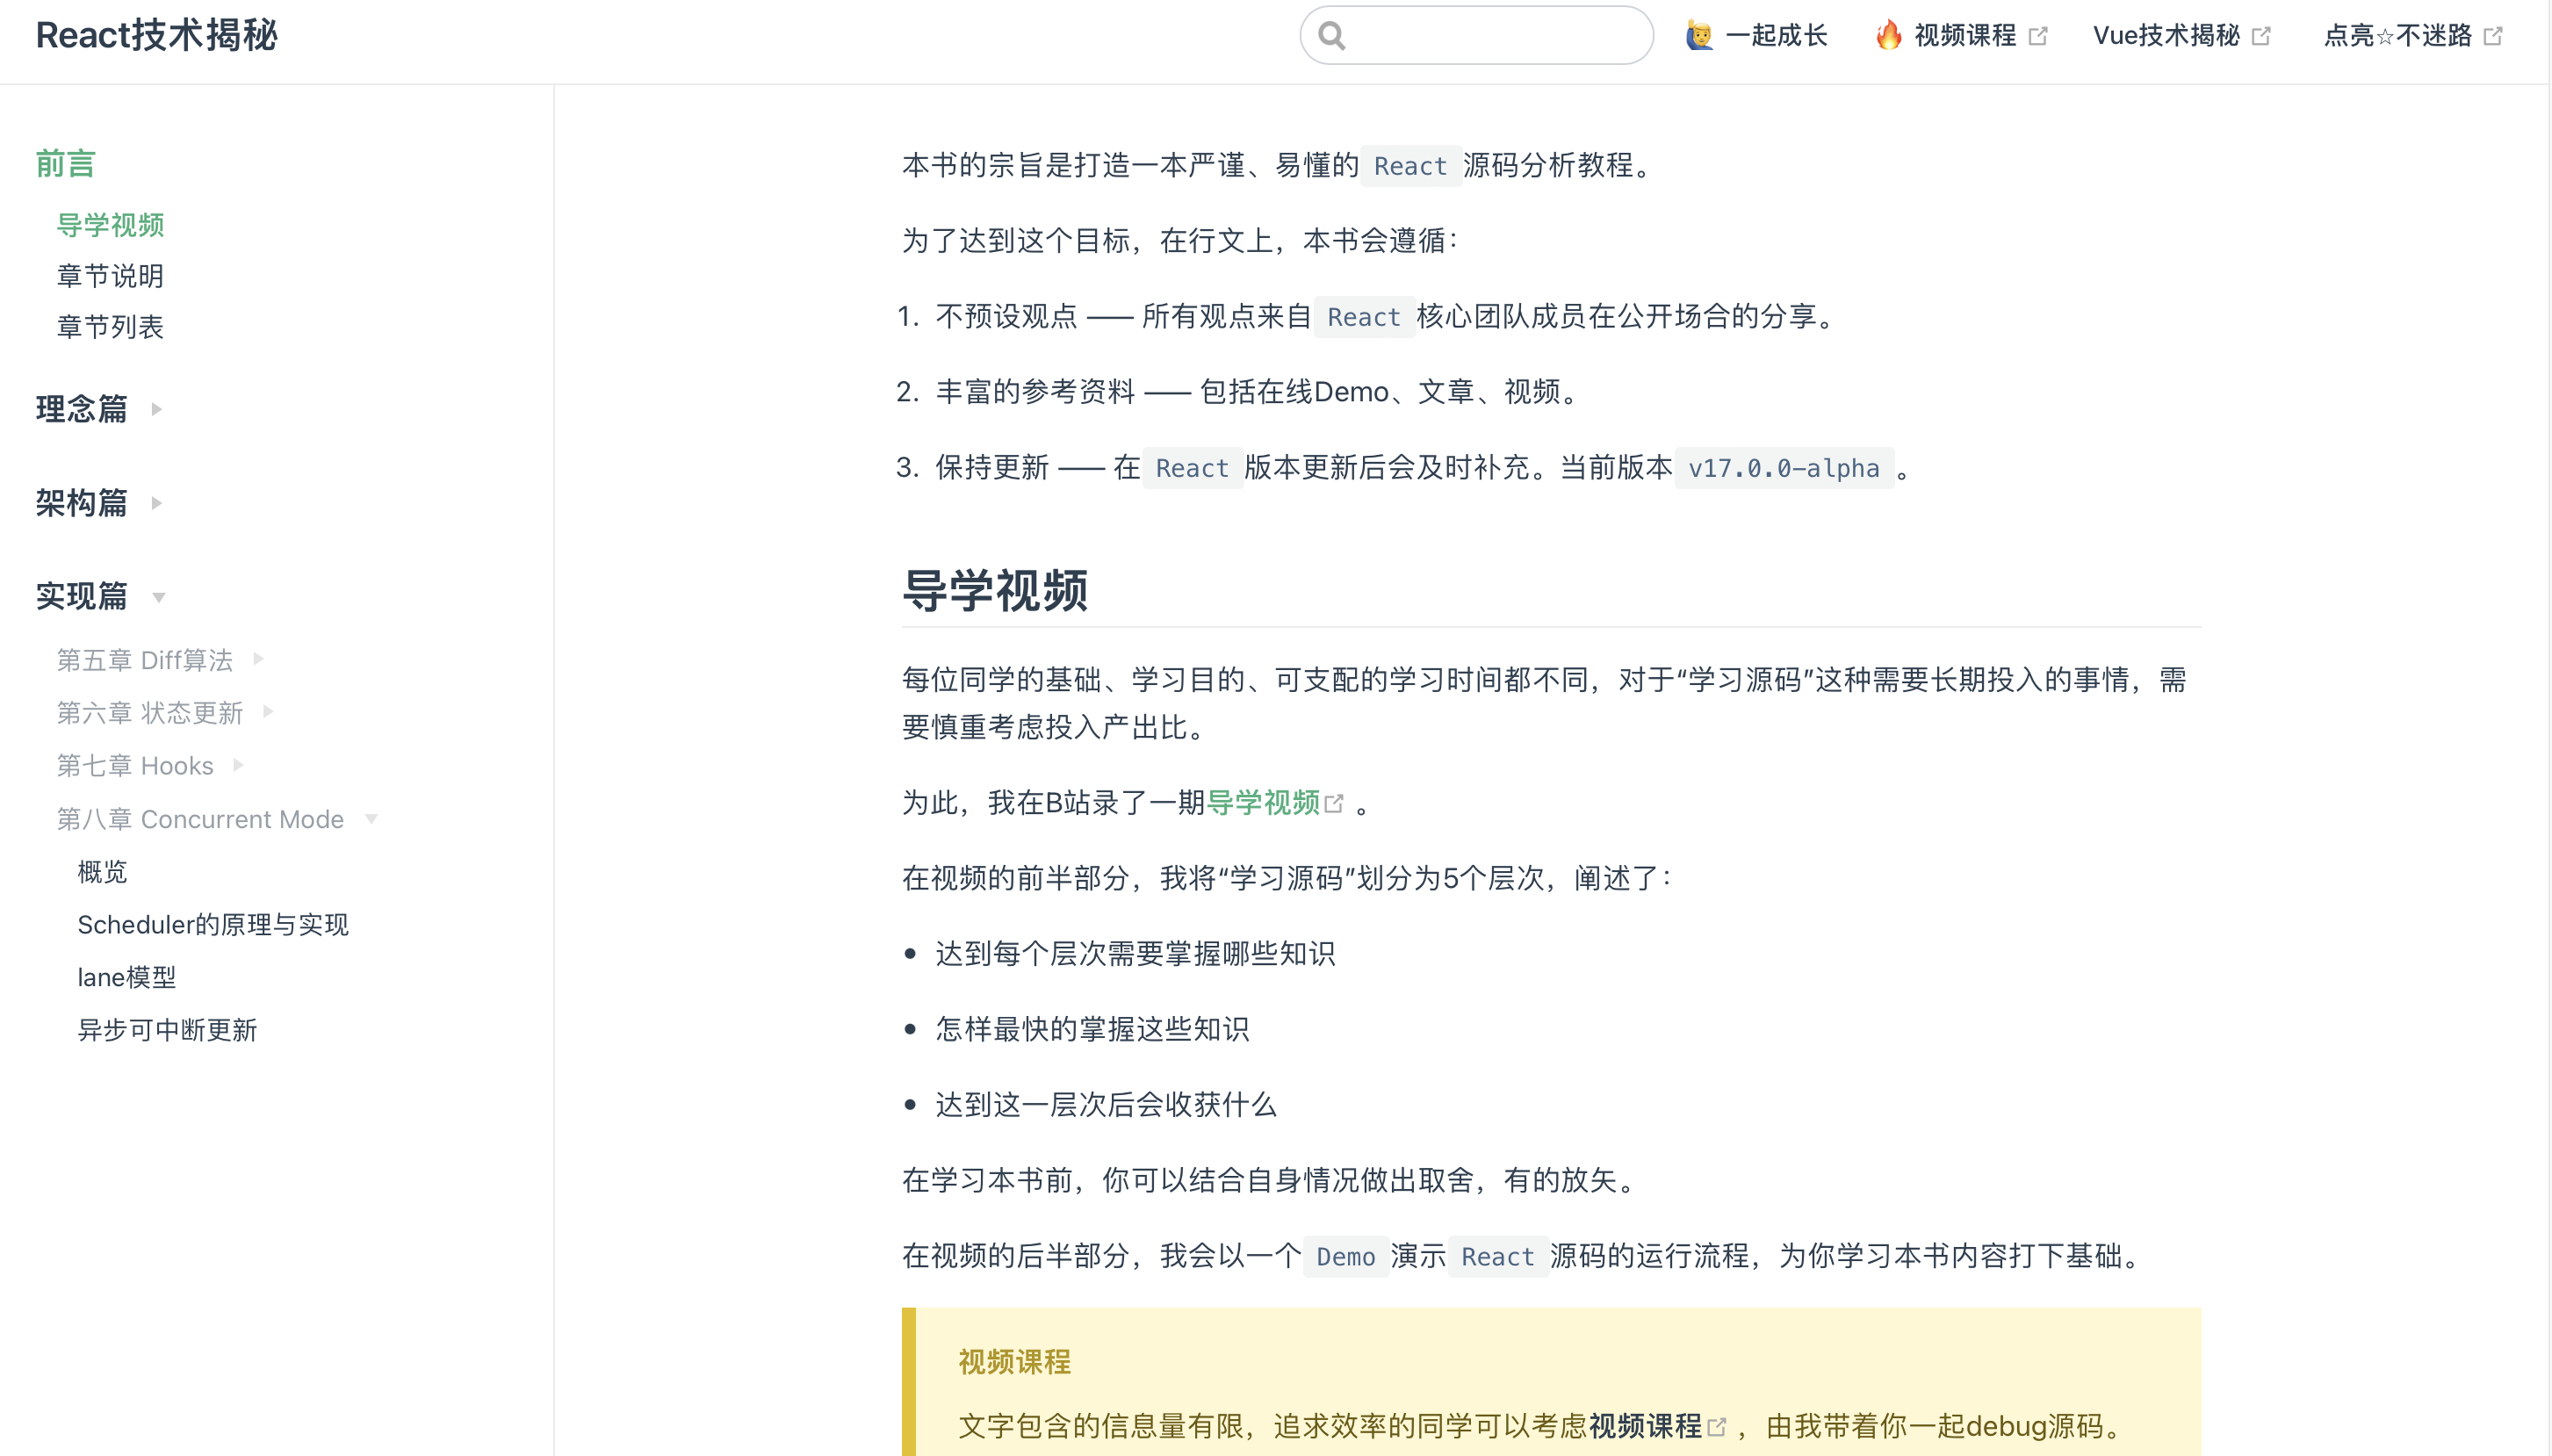 React技术揭秘
🙋‍♂️ 一起成长
🔥 视频课程
Vue技术揭秘
点亮☆不迷路
前言
导学视频
章节说明
章节列表
理念篇
架构篇
实现篇
第五章 Diff算法
第六章 状态更新
第七章 Hooks
第八章 Concurrent Mode
概览
Scheduler的原理与实现
lane模型
异步可中断更新
本书的宗旨是打造一本严谨、易懂的 React 源码分析教程。
为了达到这个目标，在行文上，本书会遵循：
1. 不预设观点 —— 所有观点来自 React 核心团队成员在公开场合的分享。
2. 丰富的参考资料 —— 包括在线Demo、文章、视频。
3. 保持更新 —— 在 React 版本更新后会及时补充。当前版本 v17.0.0-alpha 。
导学视频
每位同学的基础、学习目的、可支配的学习时间都不同，对于“学习源码”这种需要长期投入的事情，需
要慎重考虑投入产出比。
为此，我在B站录了一期导学视频 。
在视频的前半部分，我将“学习源码”划分为5个层次，阐述了：
• 达到每个层次需要掌握哪些知识
• 怎样最快的掌握这些知识
• 达到这一层次后会收获什么
在学习本书前，你可以结合自身情况做出取舍，有的放矢。
在视频的后半部分，我会以一个 Demo 演示 React 源码的运行流程，为你学习本书内容打下基础。
视频课程
文字包含的信息量有限，追求效率的同学可以考虑视频课程 ，由我带着你一起debug源码。